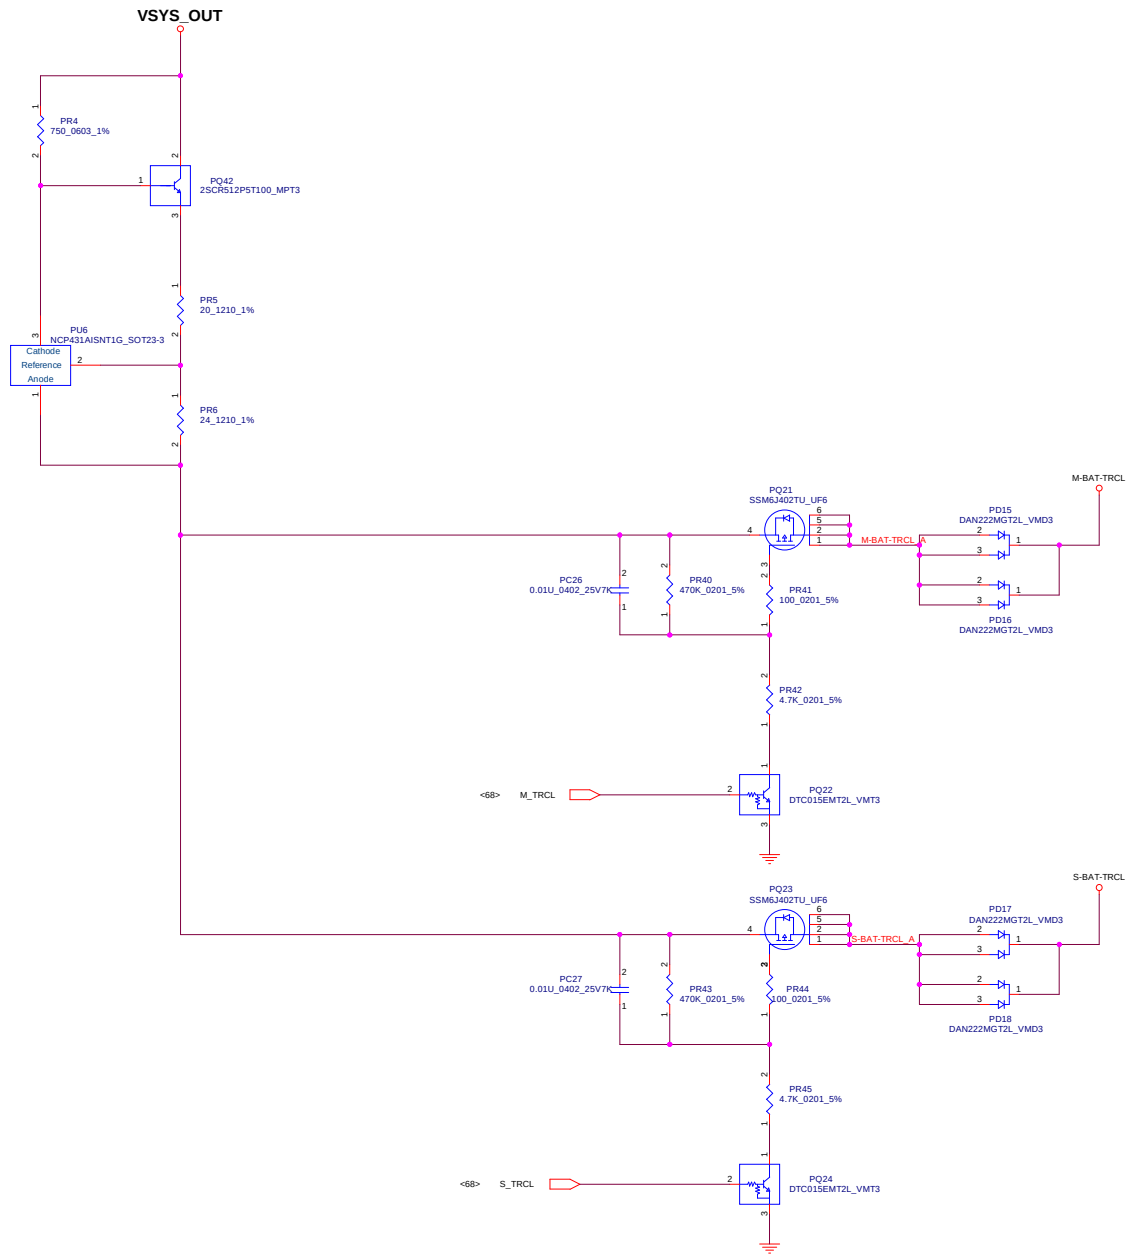 VSYS_OUT
1
PR4
750_0603_1%
2
2
1
PQ42
2SCR512P5T100_MPT3
3
1
PR5
20_1210_1%
2
PU6
NCP431AISNT1G_SOT23-3
3
Cathode
Reference
Anode
2
1
1
PR6
24_1210_1%
2
M-BAT-TRCL
PQ21
SSM6J402TU_UF6
4
6
5
2
1
3
M-BAT-TRCL_A
PD15
DAN222MGT2L_VMD3
2
3
1
2
3
1
PD16
DAN222MGT2L_VMD3
2
PC26
0.01U_0402_25V7K
1
2
PR40
470K_0201_5%
1
2
PR41
100_0201_5%
1
2
PR42
4.7K_0201_5%
1
<68>
M_TRCL
2
1
PQ22
DTC015EMT2L_VMT3
3
S-BAT-TRCL
PQ23
SSM6J402TU_UF6
4
6
5
2
1
3
S-BAT-TRCL_A
PD17
DAN222MGT2L_VMD3
2
3
1
2
3
1
PD18
DAN222MGT2L_VMD3
2
PC27
0.01U_0402_25V7K
1
2
PR43
470K_0201_5%
1
2
PR44
100_0201_5%
1
2
PR45
4.7K_0201_5%
1
<68>
S_TRCL
2
1
PQ24
DTC015EMT2L_VMT3
3